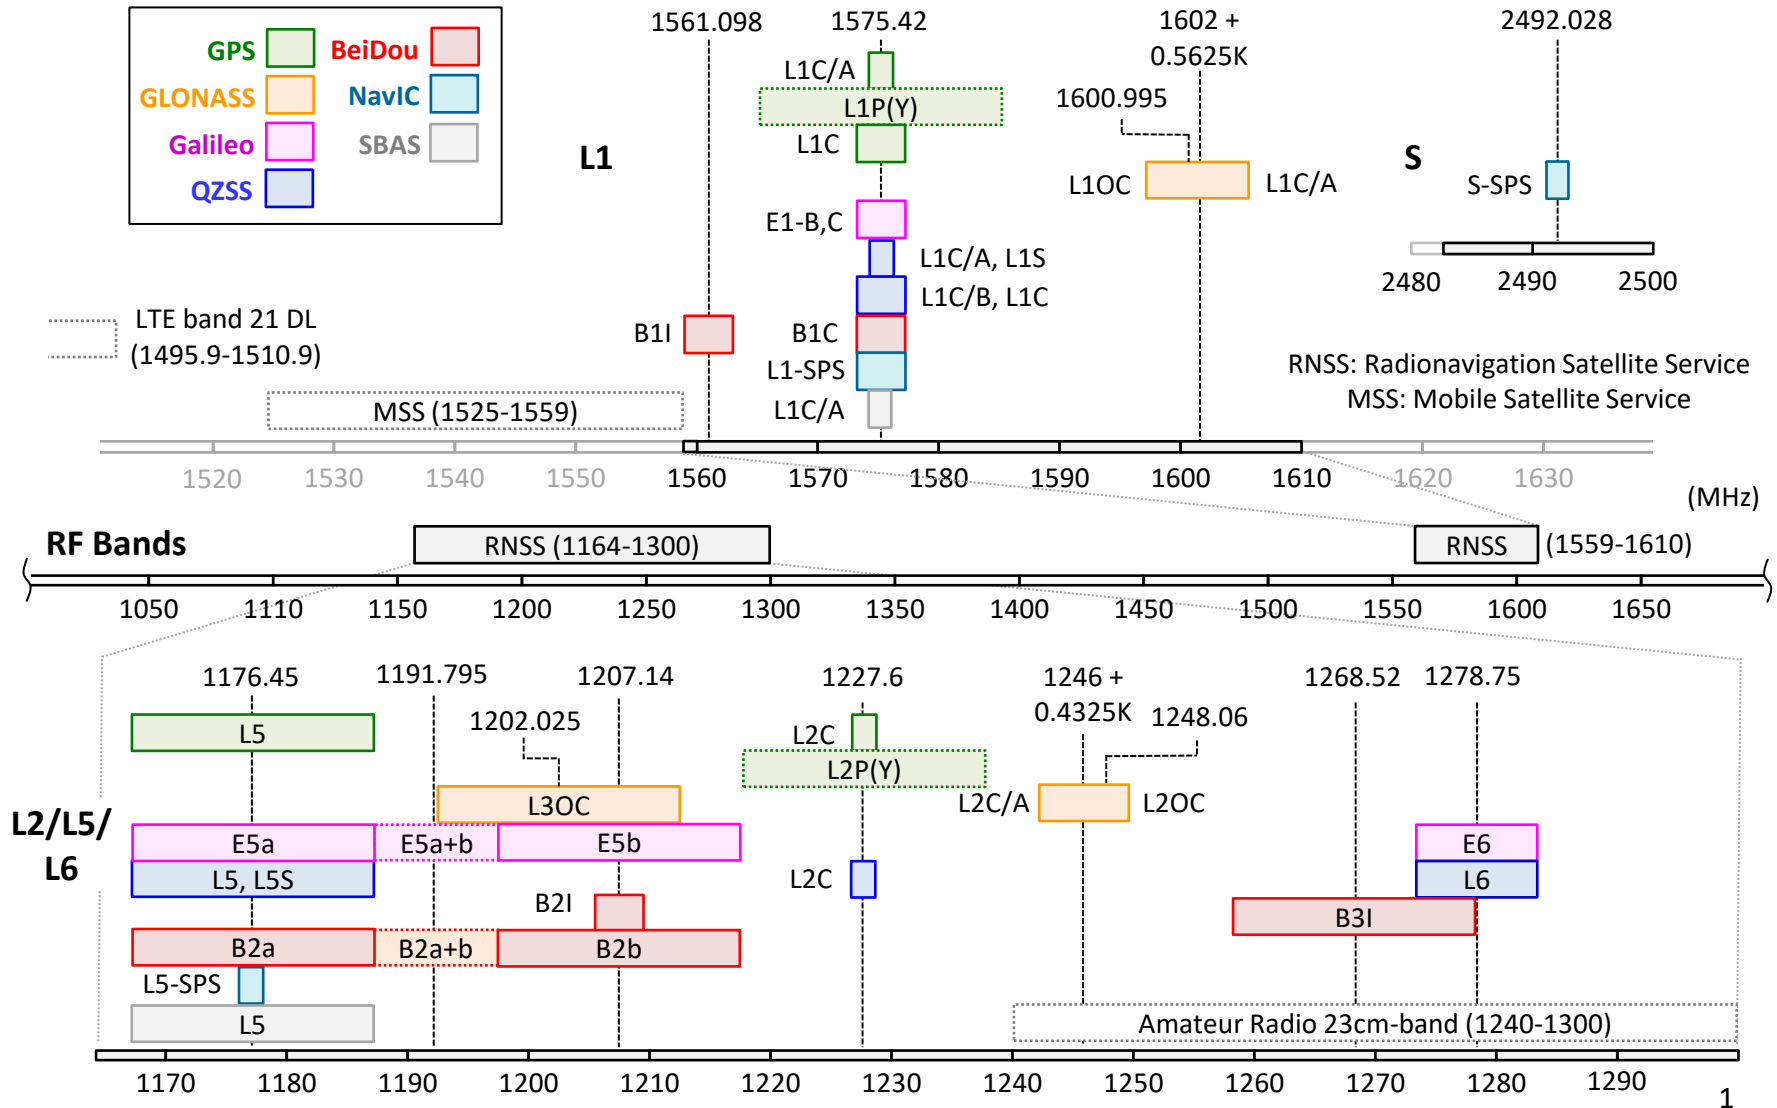 GPS
BeiDou
GLONASS
NavIC
Galileo
SBAS
QZSS
1561.098
1575.42
1602 +
0.5625K
2492.028
L1C/A
L1P(Y)
1600.995
L1C
L1
S
L1OC
L1C/A
S-SPS
E1-B,C
L1C/A, L1S
2480
2490
2500
L1C/B, L1C
LTE band 21 DL
(1495.9-1510.9)
B1I
B1C
L1-SPS
RNSS: Radionavigation Satellite Service
MSS: Mobile Satellite Service
MSS (1525-1559)
L1C/A
1520
1530
1540
1550
1560
1570
1580
1590
1600
1610
1620
1630
(MHz)
RF Bands
RNSS (1164-1300)
RNSS
(1559-1610)
1050
1110
1150
1200
1250
1300
1350
1400
1450
1500
1550
1600
1650
1176.45
1191.795
1207.14
1227.6
1246 +
0.4325K
1268.52
1278.75
1202.025
1248.06
L5
L2C
L2P(Y)
L3OC
L2C/A
L2OC
L2/L5/
L6
E5a
E5a+b
E5b
E6
L5, L5S
L2C
L6
B2I
B3I
B2a
B2a+b
B2b
L5-SPS
L5
Amateur Radio 23cm-band (1240-1300)
1170
1180
1190
1200
1210
1220
1230
1240
1250
1260
1270
1280
1290
1